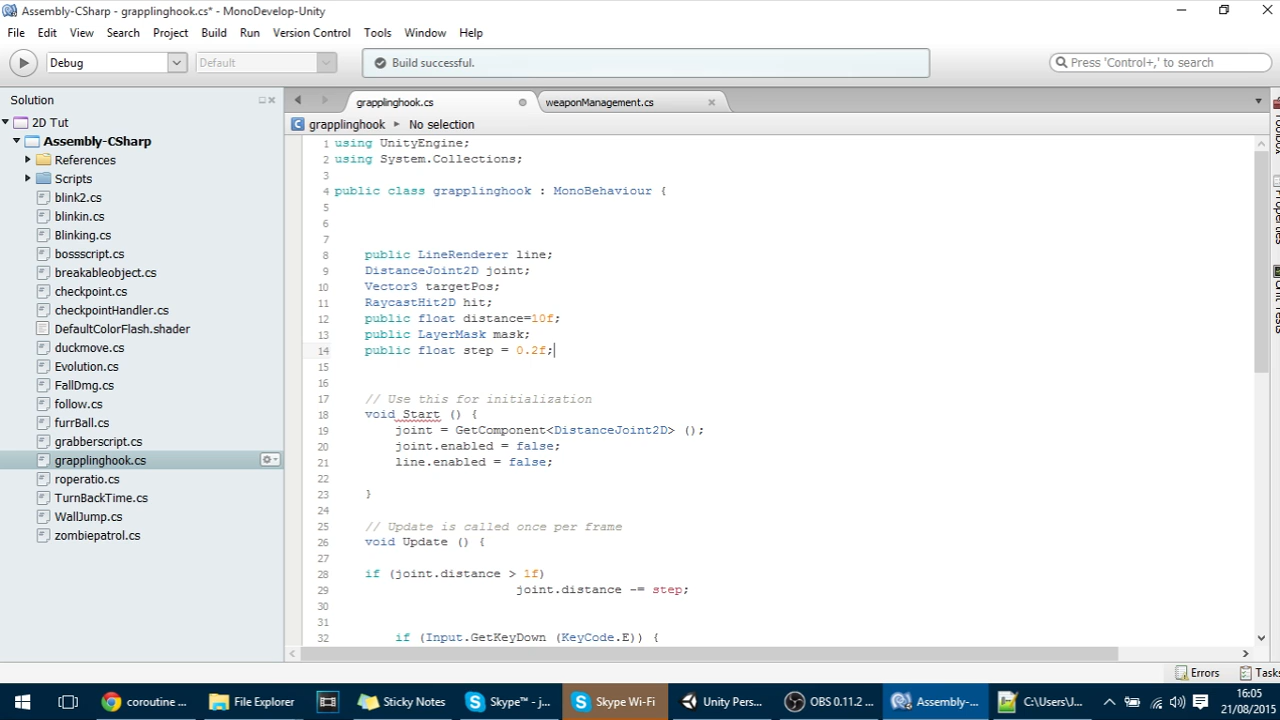 Assembly-CSharp - grapplinghook.cs* - MonoDevelop-Unity
File Edit View Search Project Build Run Version Control Tools Window Help
Debug Default Build successful. Press 'Control+,' to search
Solution
grapplinghook.cs weaponManagement.cs
grapplinghook No selection
2D Tut
Assembly-CSharp
References
Scripts
blink2.cs
blinkin.cs
Blinking.cs
bossscript.cs
breakableobject.cs
checkpoint.cs
checkpointHandler.cs
DefaultColorFlash.shader
duckmove.cs
Evolution.cs
FallDmg.cs
follow.cs
furrBall.cs
grabberscript.cs
grapplinghook.cs
roperatio.cs
TurnBackTime.cs
WallJump.cs
zombiepatrol.cs
1 using UnityEngine;
2 using System.Collections;
3
4 public class grapplinghook : MonoBehaviour {
5
6
7
8 public LineRenderer line;
9 DistanceJoint2D joint;
10 Vector3 targetPos;
11 RaycastHit2D hit;
12 public float distance=10f;
13 public LayerMask mask;
14 public float step = 0.2f;
15
16
17 // Use this for initialization
18 void Start () {
19 joint = GetComponent<DistanceJoint2D> ();
20 joint.enabled = false;
21 line.enabled = false;
22
23 }
24
25 // Update is called once per frame
26 void Update () {
27
28 if (joint.distance > 1f)
29 joint.distance -= step;
30
31
32 if (Input.GetKeyDown (KeyCode.E)) {
Errors Tasks
coroutine ... File Explorer Sticky Notes Skype™ - j... Skype Wi-Fi Unity Pers... OBS 0.11.2 ... Assembly-... C:\Users\J...
16:05
21/08/2015